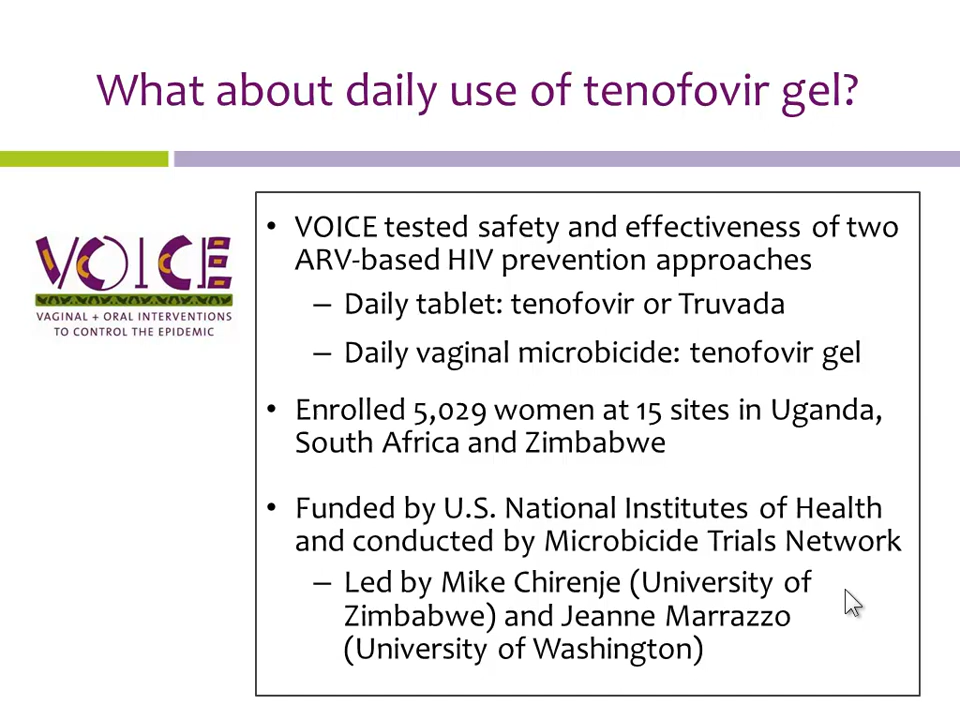 What about daily use of tenofovir gel?
VOICE
VAGINAL + ORAL INTERVENTIONS
TO CONTROL THE EPIDEMIC
• VOICE tested safety and effectiveness of two
ARV-based HIV prevention approaches
– Daily tablet: tenofovir or Truvada
– Daily vaginal microbicide: tenofovir gel
• Enrolled 5,029 women at 15 sites in Uganda,
South Africa and Zimbabwe
• Funded by U.S. National Institutes of Health
and conducted by Microbicide Trials Network
– Led by Mike Chirenje (University of
Zimbabwe) and Jeanne Marrazzo
(University of Washington)